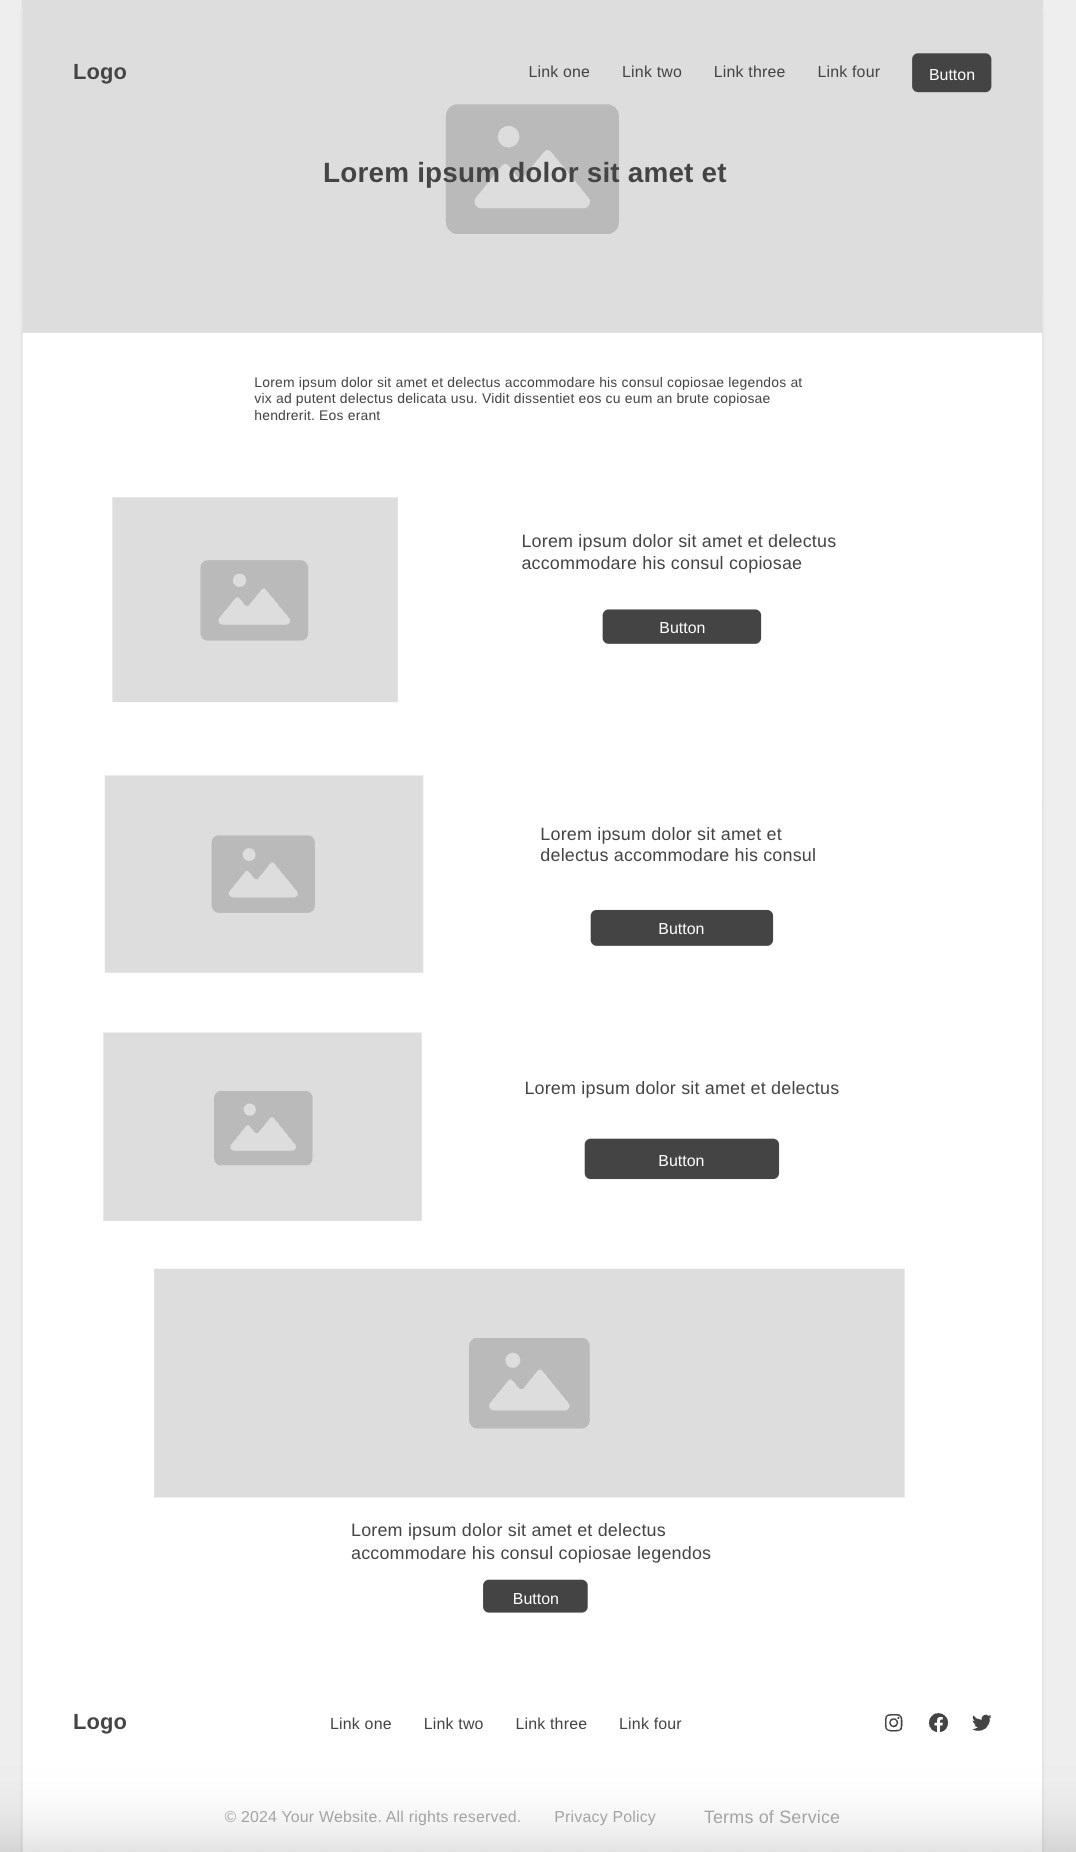 Logo
Link one
Link two
Link three
Link four
Button
Lorem ipsum dolor sit amet et
Lorem ipsum dolor sit amet et delectus accommodare his consul copiosae legendos at
vix ad putent delectus delicata usu. Vidit dissentiet eos cu eum an brute copiosae
hendrerit. Eos erant
Lorem ipsum dolor sit amet et delectus
accommodare his consul copiosae
Button
Lorem ipsum dolor sit amet et
delectus accommodare his consul
Button
Lorem ipsum dolor sit amet et delectus
Button
Lorem ipsum dolor sit amet et delectus
accommodare his consul copiosae legendos
Button
Logo
Link one
Link two
Link three
Link four
© 2024 Your Website. All rights reserved.
Privacy Policy
Terms of Service